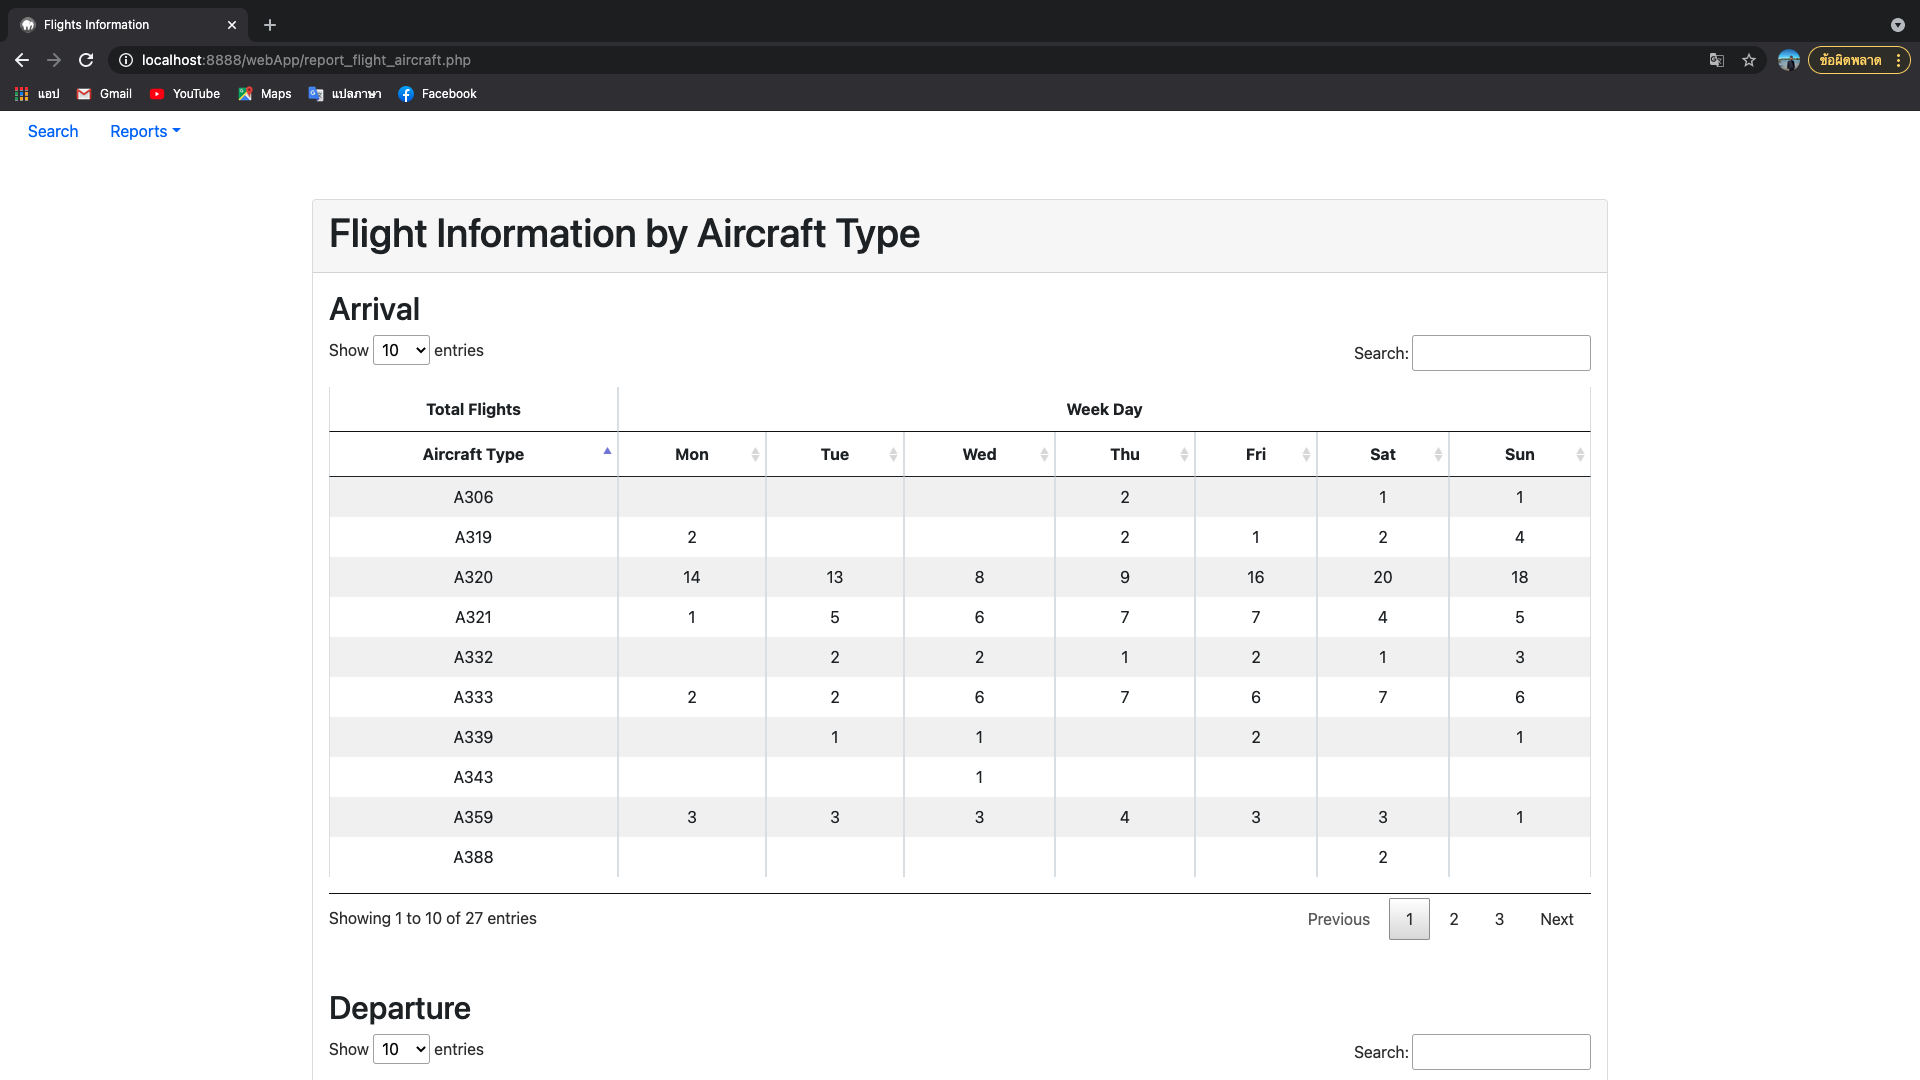 Flights Information
localhost:8888/webApp/report_flight_aircraft.php
ข้อผิดพลาด
แอป Gmail YouTube Maps แปลภาษา Facebook
Search Reports
Flight Information by Aircraft Type
Arrival
Show 10 entries Search:
Total Flights Week Day
Aircraft Type Mon Tue Wed Thu Fri Sat Sun
A306 2 1 1
A319 2 2 1 2 4
A320 14 13 8 9 16 20 18
A321 1 5 6 7 7 4 5
A332 2 2 1 2 1 3
A333 2 2 6 7 6 7 6
A339 1 1 2 1
A343 1
A359 3 3 3 4 3 3 1
A388 2
Showing 1 to 10 of 27 entries Previous 1 2 3 Next
Departure
Show 10 entries Search: